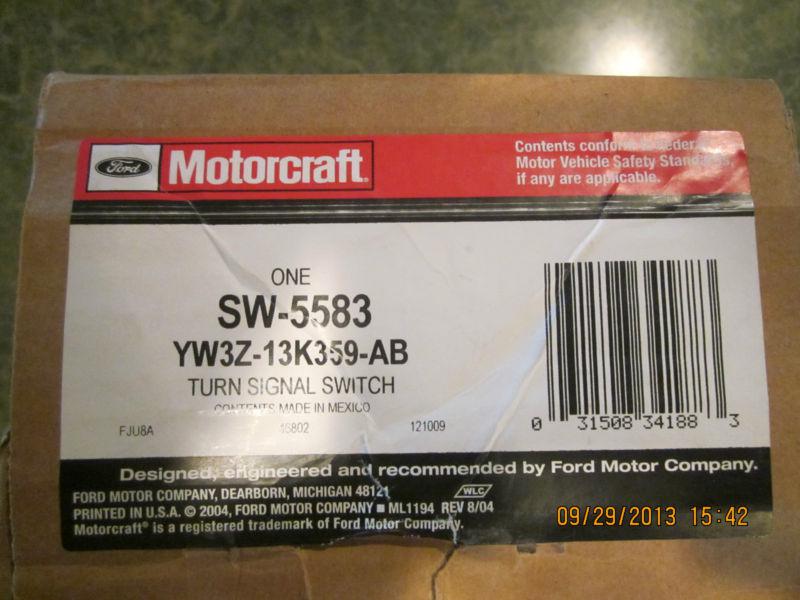 Ford
Motorcraft®
Contents conform to Federal
Motor Vehicle Safety Standards,
if any are applicable.
ONE
SW-5583
YW3Z-13K359-AB
TURN SIGNAL SWITCH
CONTENTS MADE IN MEXICO
FJU8A 16802 121009
0 31508 34188 3
Designed, engineered and recommended by Ford Motor Company.
FORD MOTOR COMPANY, DEARBORN, MICHIGAN 48121 WLC
PRINTED IN U.S.A. © 2004, FORD MOTOR COMPANY ■ ML1194 REV 8/04
Motorcraft® is a registered trademark of Ford Motor Company.
09/29/2013 15:42